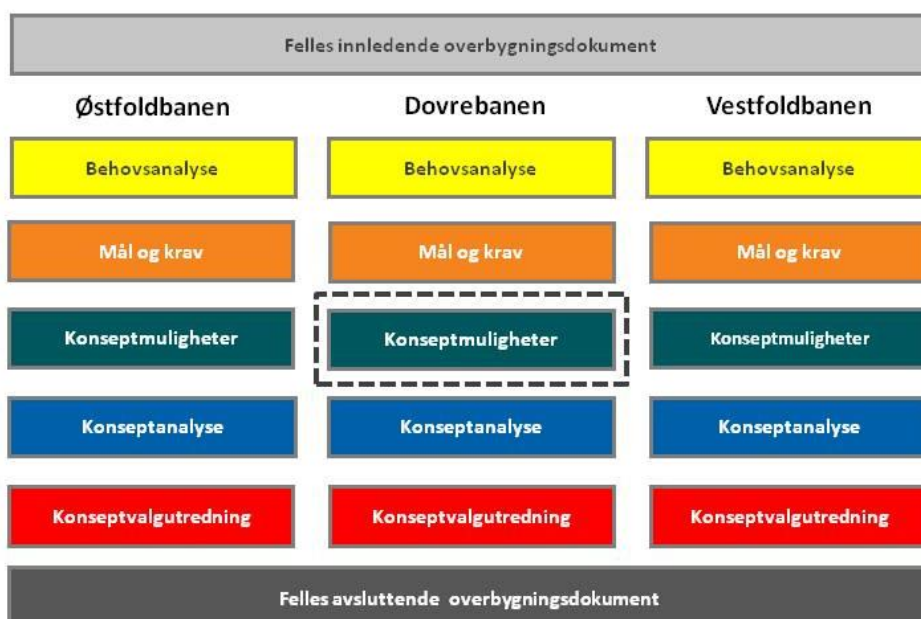 Felles innledende overbygningsdokument
Østfoldbanen Dovrebanen Vestfoldbanen
Behovsanalyse Behovsanalyse Behovsanalyse
Mål og krav Mål og krav Mål og krav
Konseptmuligheter Konseptmuligheter Konseptmuligheter
Konseptanalyse Konseptanalyse Konseptanalyse
Konseptvalgutredning Konseptvalgutredning Konseptvalgutredning
Felles avsluttende overbygningsdokument